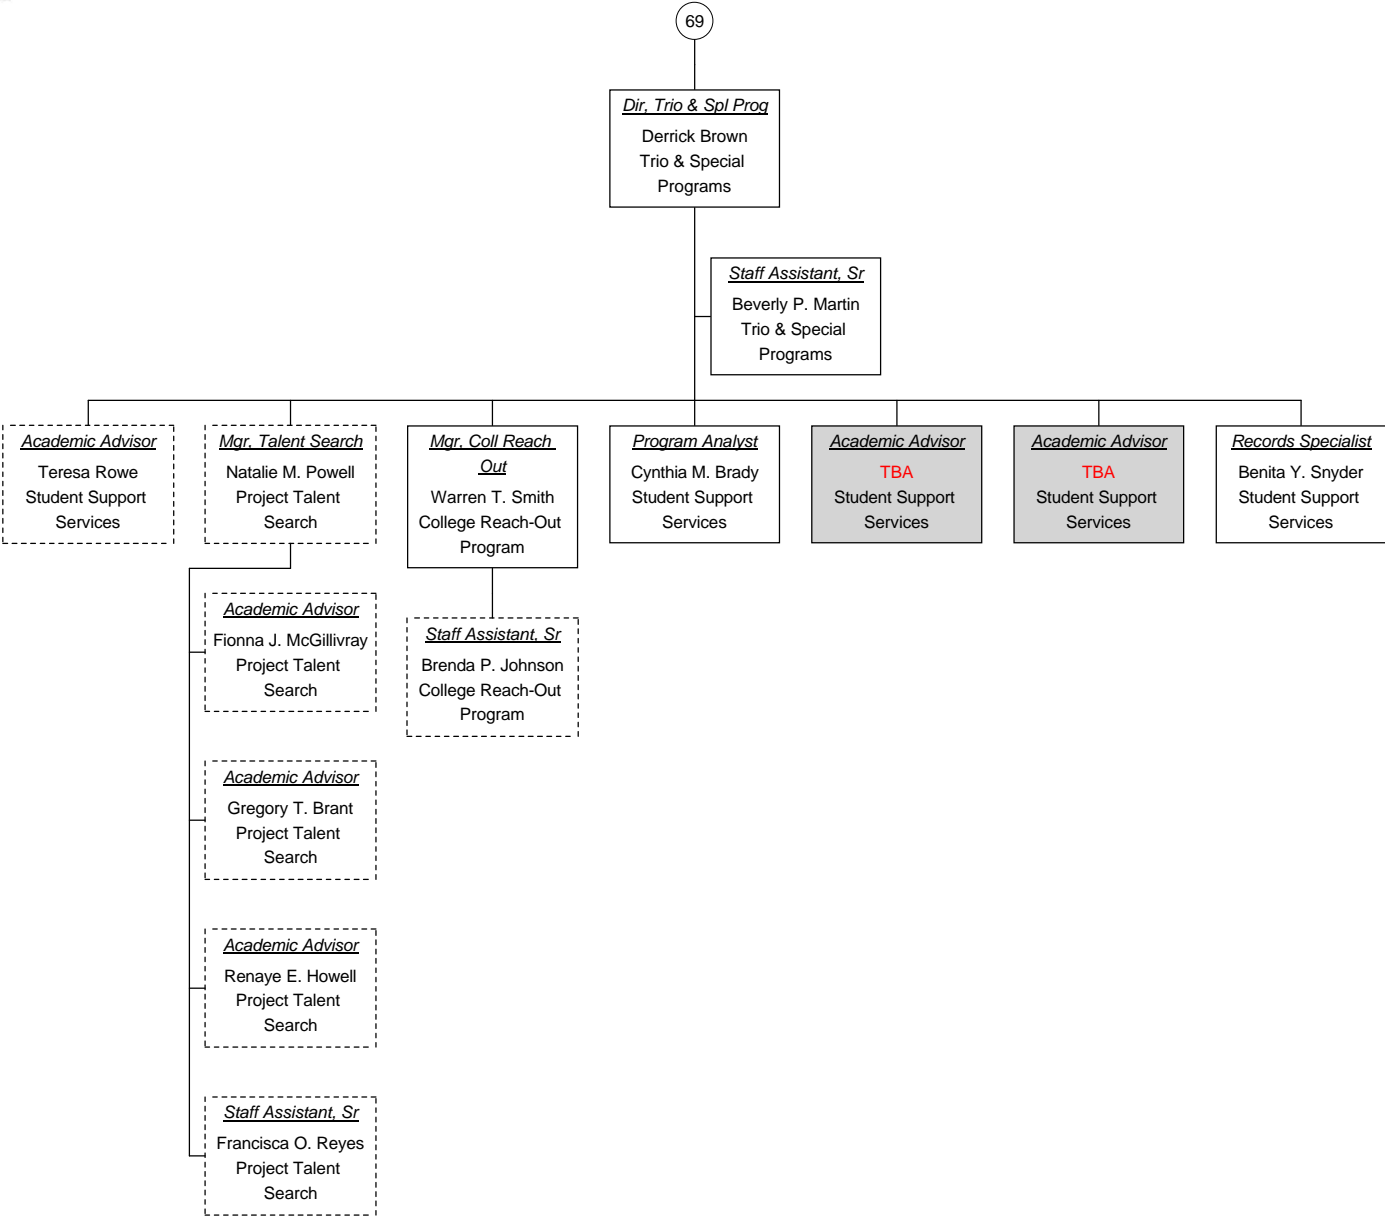 69
Dir, Trio & Spl Prog
Derrick Brown
Trio & Special
Programs
Staff Assistant, Sr
Beverly P. Martin
Trio & Special
Programs
Academic Advisor
Teresa Rowe
Student Support
Services
Mgr, Talent Search
Natalie M. Powell
Project Talent
Search
Mgr, Coll Reach
Out
Warren T. Smith
College Reach-Out
Program
Program Analyst
Cynthia M. Brady
Student Support
Services
Academic Advisor
TBA
Student Support
Services
Academic Advisor
TBA
Student Support
Services
Records Specialist
Benita Y. Snyder
Student Support
Services
Academic Advisor
Fionna J. McGillivray
Project Talent
Search
Staff Assistant, Sr
Brenda P. Johnson
College Reach-Out
Program
Academic Advisor
Gregory T. Brant
Project Talent
Search
Academic Advisor
Renaye E. Howell
Project Talent
Search
Staff Assistant, Sr
Francisca O. Reyes
Project Talent
Search